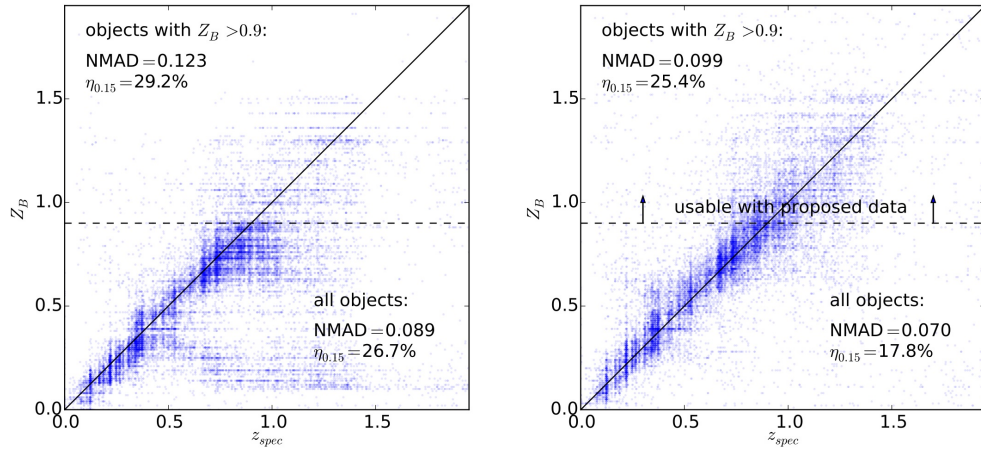 objects with Z_B >0.9:
NMAD=0.123
η_0.15=29.2%
1.5
1.0
0.5
0.0
Z_B
all objects:
NMAD=0.089
η_0.15=26.7%
0.0 0.5 1.0 1.5
z_spec
objects with Z_B >0.9:
NMAD=0.099
η_0.15=25.4%
1.5
1.0
0.5
0.0
Z_B
usable with proposed data
all objects:
NMAD=0.070
η_0.15=17.8%
0.0 0.5 1.0 1.5
z_spec